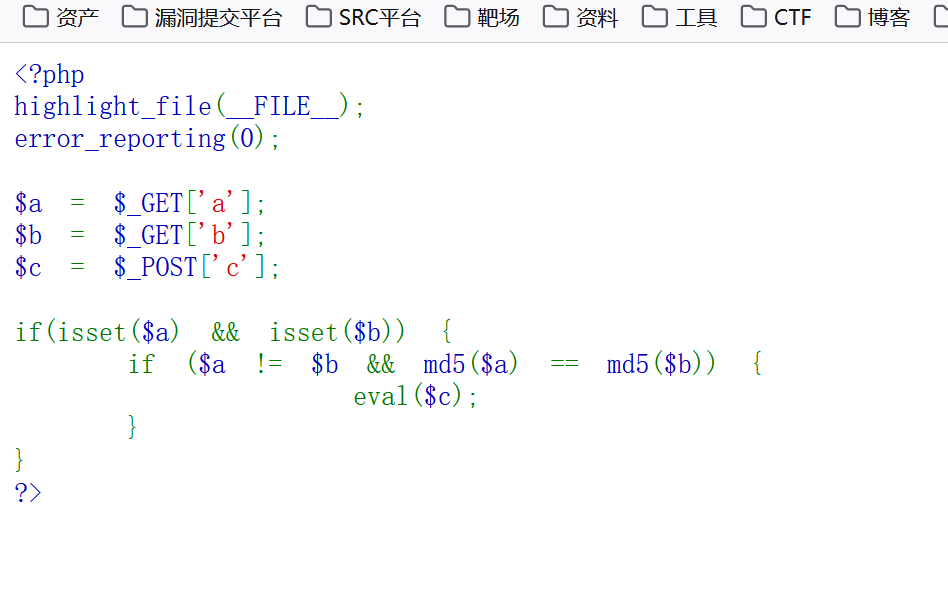 资产 漏洞提交平台 SRC平台 靶场 资料 工具 CTF 博客
<?php
highlight_file(__FILE__);
error_reporting(0);
$a = $_GET['a'];
$b = $_GET['b'];
$c = $_POST['c'];
if(isset($a) && isset($b)) {
if ($a != $b && md5($a) == md5($b)) {
eval($c);
}
}
?>